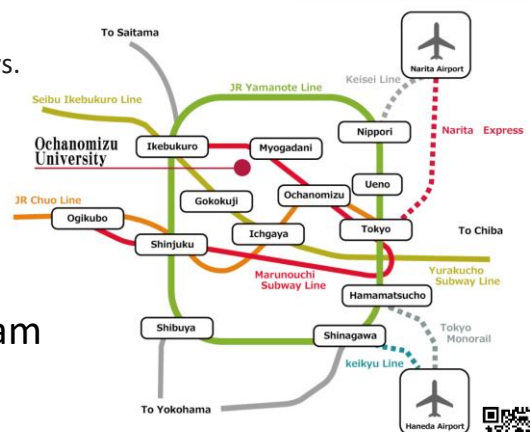 To Saitama
rs.
Narita Airport
Keisei Line
JR Yamanote Line
Seibu Ikebukuro Line
Nippori
Narita Express
Ochanomizu
University
Ikebukuro
Myogadani
Ueno
Ochanomizu
Gokokuji
JR Chuo Line
Ogikubo
Tokyo
To Chiba
Ichgaya
Shinjuku
Yurakucho
Subway Line
Marunouchi
Subway Line
Hamamatsucho
am
Shibuya
Shinagawa
Tokyo
Monorail
keikyu Line
To Yokohama
Haneda Airport